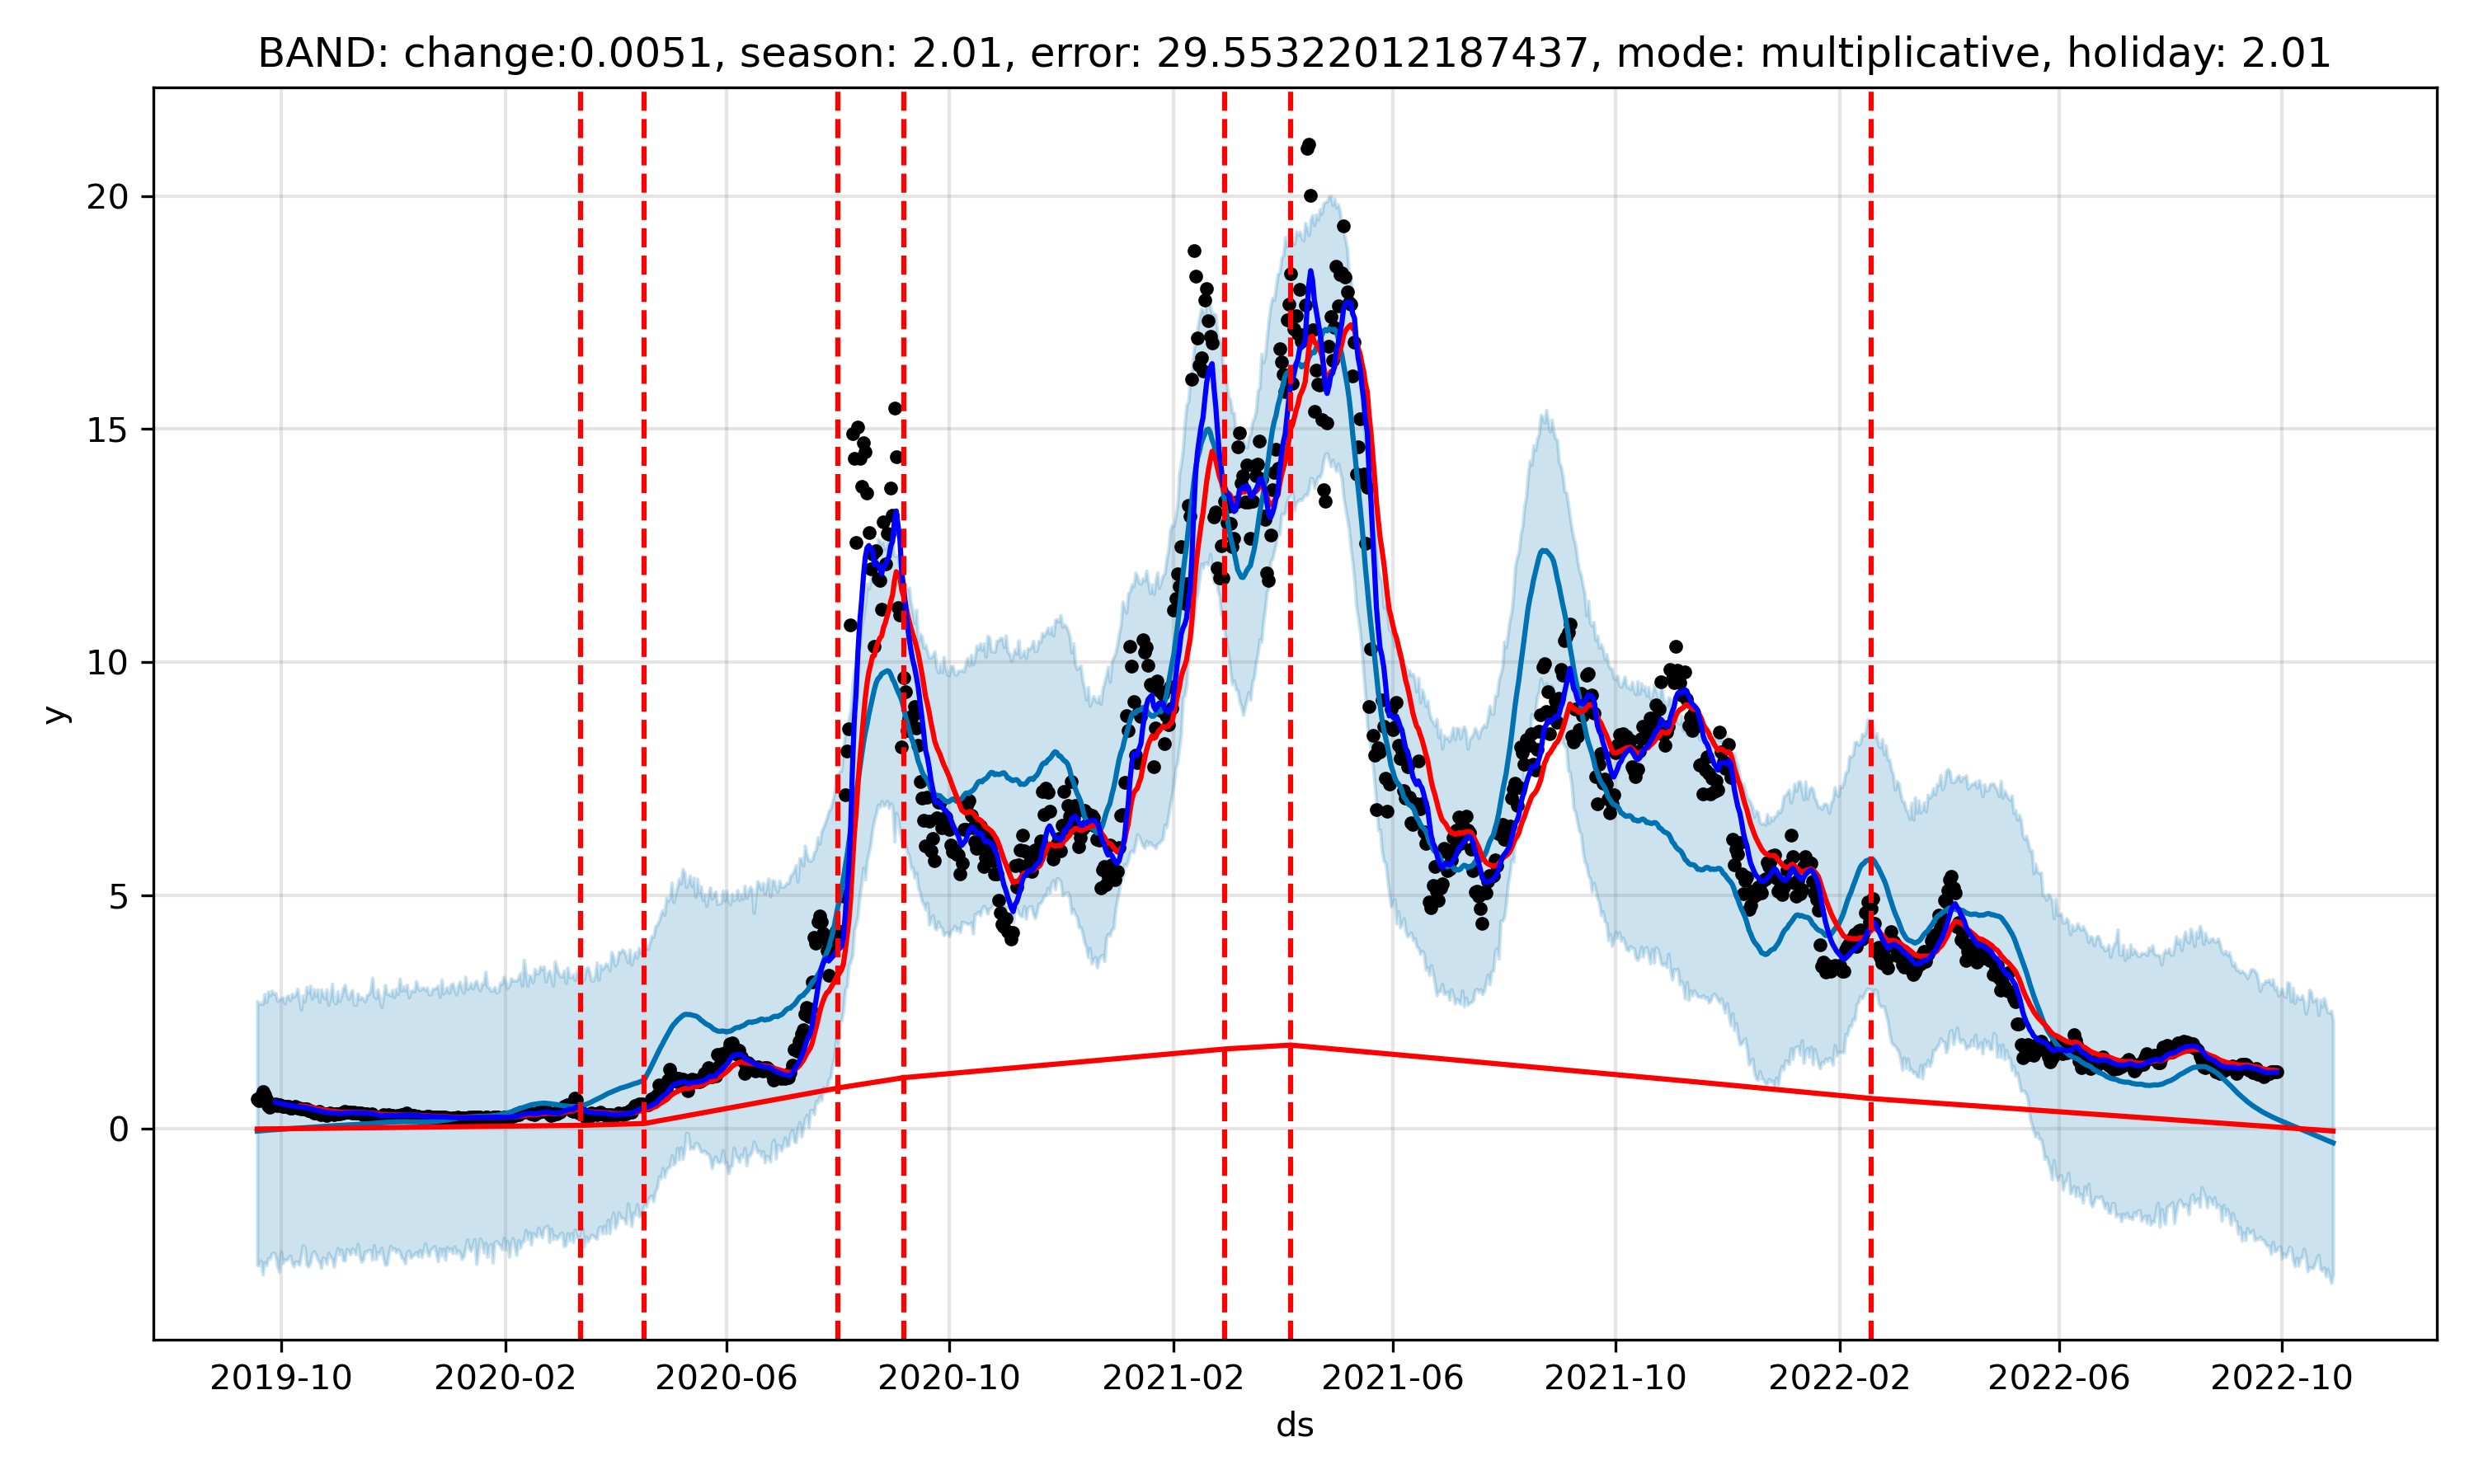 BAND: change:0.0051, season: 2.01, error: 29.55322012187437, mode: multiplicative, holiday: 2.01
20
15
10
5
0
y
2019-10 2020-02 2020-06 2020-10 2021-02 2021-06 2021-10 2022-02 2022-06 2022-10
ds